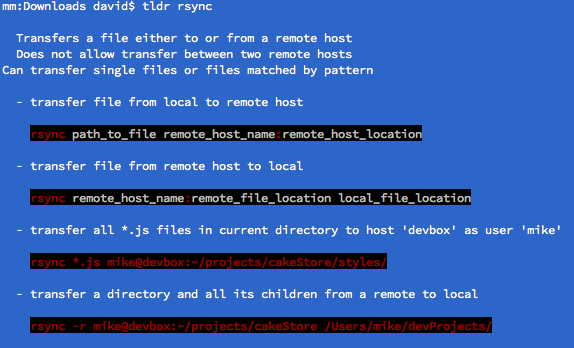 mm:Downloads david$ tldr rsync
Transfers a file either to or from a remote host
Does not allow transfer between two remote hosts
Can transfer single files or files matched by pattern
- transfer file from local to remote host
rsync path_to_file remote_host_name:remote_host_location
- transfer file from remote host to local
rsync remote_host_name:remote_file_location local_file_location
- transfer all *.js files in current directory to host 'devbox' as user 'mike'
rsync *.js mike@devbox:~/projects/cakeStore/styles/
- transfer a directory and all its children from a remote to local
rsync -r mike@devbox:~/projects/cakeStore /Users/mike/devProjects/